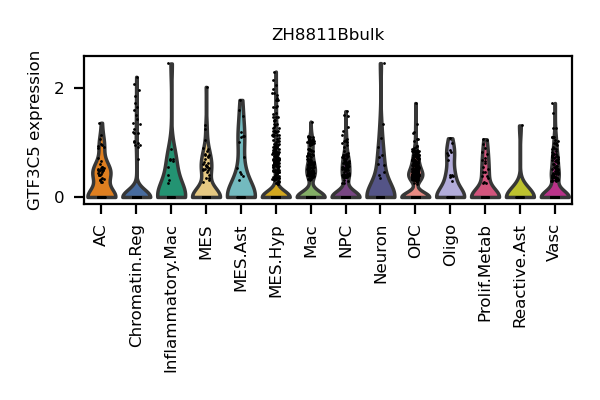 ZH8811Bbulk
GTF3C5 expression
2
0
AC
Chromatin.Reg
Inflammatory.Mac
MES
MES.Ast
MES.Hyp
Mac
NPC
Neuron
OPC
Oligo
Prolif.Metab
Reactive.Ast
Vasc